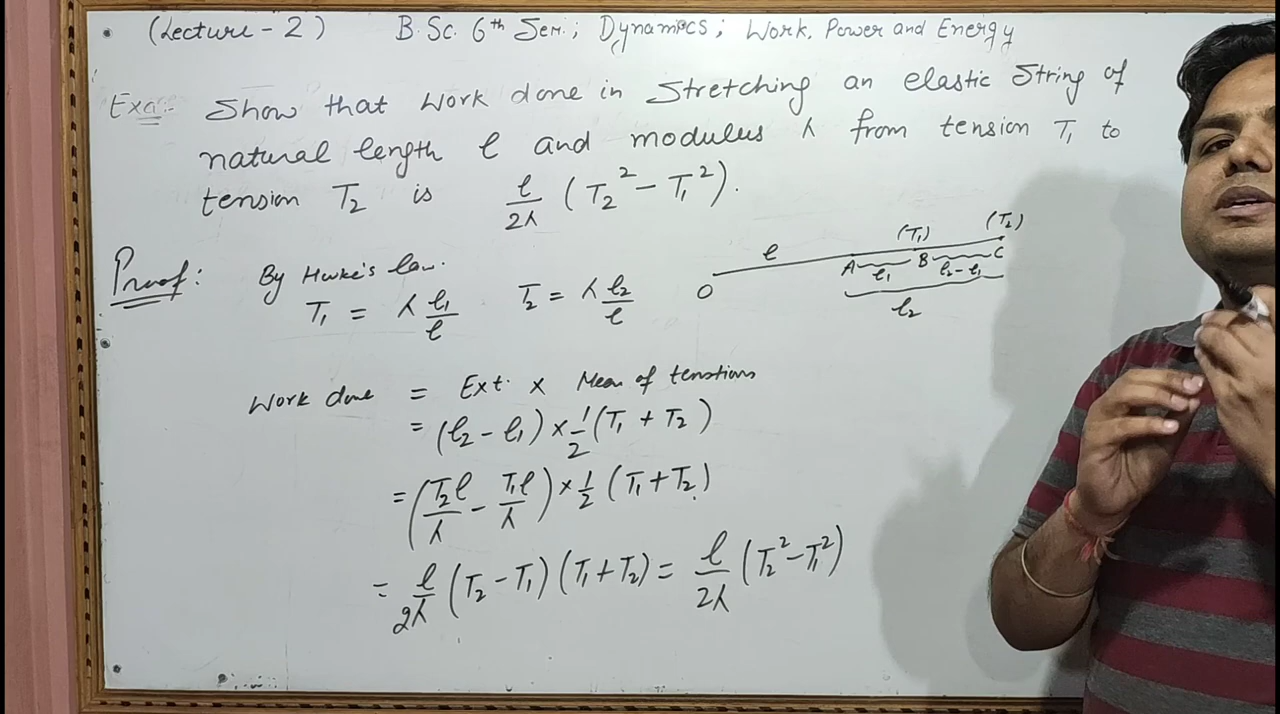 (Lecture - 2) B.Sc. 6th Sem.; Dynamics; Work, Power and Energy
Exa:- Show that work done in stretching an elastic string of
natural length l and modulus λ from tension T₁ to
tension T₂ is l/2λ (T₂² - T₁²).
Proof: By Hooke's law.
T₁ = λ l₁/l T₂ = λ l₂/l
O l A l₁ (T₁) B l₂-l₁ (T₂) C
l₂
Work done = Ext. × Mean of tensions
= (l₂ - l₁) × 1/2 (T₁ + T₂)
= (T₂l/λ - T₁l/λ) × 1/2 (T₁ + T₂)
= l/2λ (T₂ - T₁) (T₁ + T₂) = l/2λ (T₂² - T₁²)